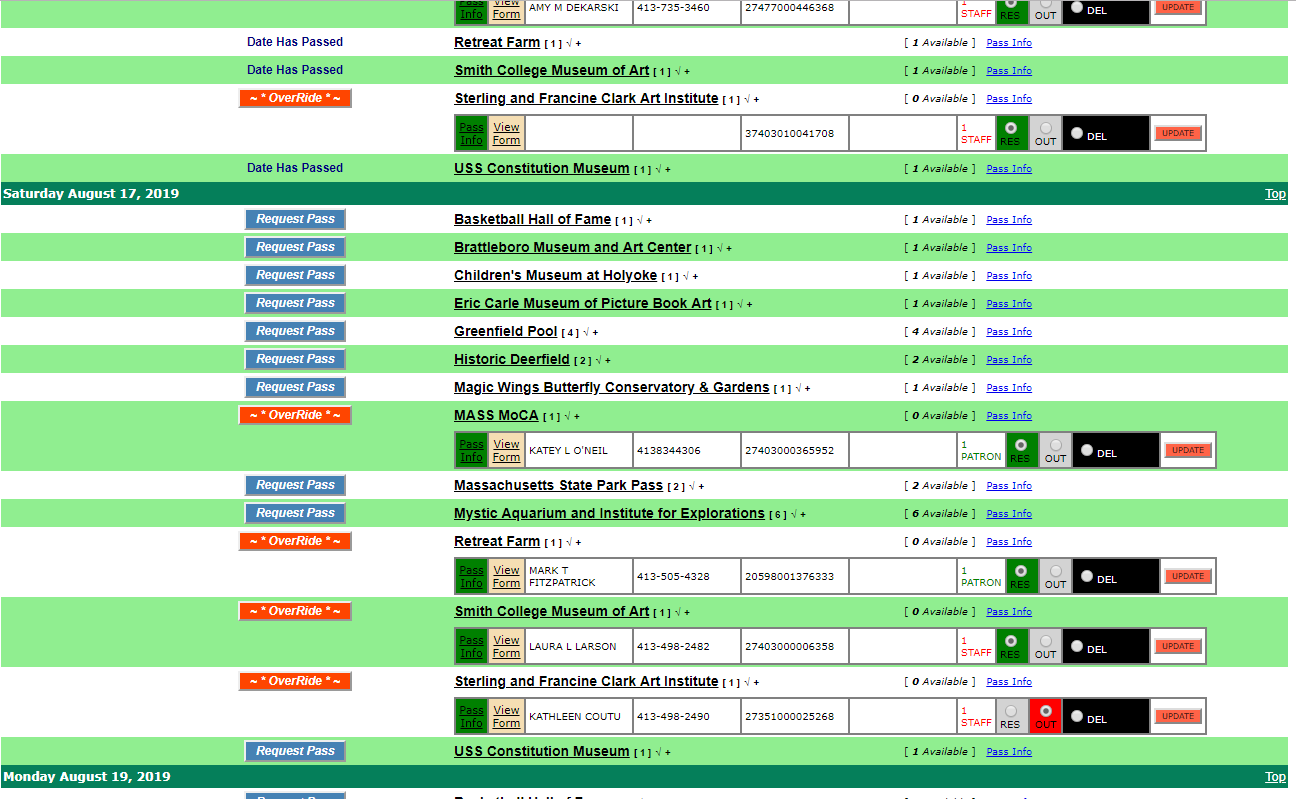 Pass Info View Form AMY M DEKARSKI 413-735-3460 27477000446368 1 STAFF RES OUT DEL UPDATE
Date Has Passed Retreat Farm [ 1 ] √ + [ 1 Available ] Pass Info
Date Has Passed Smith College Museum of Art [ 1 ] √ + [ 1 Available ] Pass Info
~ * OverRide * ~ Sterling and Francine Clark Art Institute [ 1 ] √ + [ 0 Available ] Pass Info
Pass Info View Form 37403010041708 1 STAFF RES OUT DEL UPDATE
Date Has Passed USS Constitution Museum [ 1 ] √ + [ 1 Available ] Pass Info
Saturday August 17, 2019 Top
Request Pass Basketball Hall of Fame [ 1 ] √ + [ 1 Available ] Pass Info
Request Pass Brattleboro Museum and Art Center [ 1 ] √ + [ 1 Available ] Pass Info
Request Pass Children's Museum at Holyoke [ 1 ] √ + [ 1 Available ] Pass Info
Request Pass Eric Carle Museum of Picture Book Art [ 1 ] √ + [ 1 Available ] Pass Info
Request Pass Greenfield Pool [ 4 ] √ + [ 4 Available ] Pass Info
Request Pass Historic Deerfield [ 2 ] √ + [ 2 Available ] Pass Info
Request Pass Magic Wings Butterfly Conservatory & Gardens [ 1 ] √ + [ 1 Available ] Pass Info
~ * OverRide * ~ MASS MoCA [ 1 ] √ + [ 0 Available ] Pass Info
Pass Info View Form KATEY L O'NEIL 4138344306 27403000365952 1 PATRON RES OUT DEL UPDATE
Request Pass Massachusetts State Park Pass [ 2 ] √ + [ 2 Available ] Pass Info
Request Pass Mystic Aquarium and Institute for Explorations [ 6 ] √ + [ 6 Available ] Pass Info
~ * OverRide * ~ Retreat Farm [ 1 ] √ + [ 0 Available ] Pass Info
Pass Info View Form MARK T FITZPATRICK 413-505-4328 20598001376333 1 PATRON RES OUT DEL UPDATE
~ * OverRide * ~ Smith College Museum of Art [ 1 ] √ + [ 0 Available ] Pass Info
Pass Info View Form LAURA L LARSON 413-498-2482 27403000006358 1 STAFF RES OUT DEL UPDATE
~ * OverRide * ~ Sterling and Francine Clark Art Institute [ 1 ] √ + [ 0 Available ] Pass Info
Pass Info View Form KATHLEEN COUTU 413-498-2490 27351000025268 1 STAFF RES OUT DEL UPDATE
Request Pass USS Constitution Museum [ 1 ] √ + [ 1 Available ] Pass Info
Monday August 19, 2019 Top